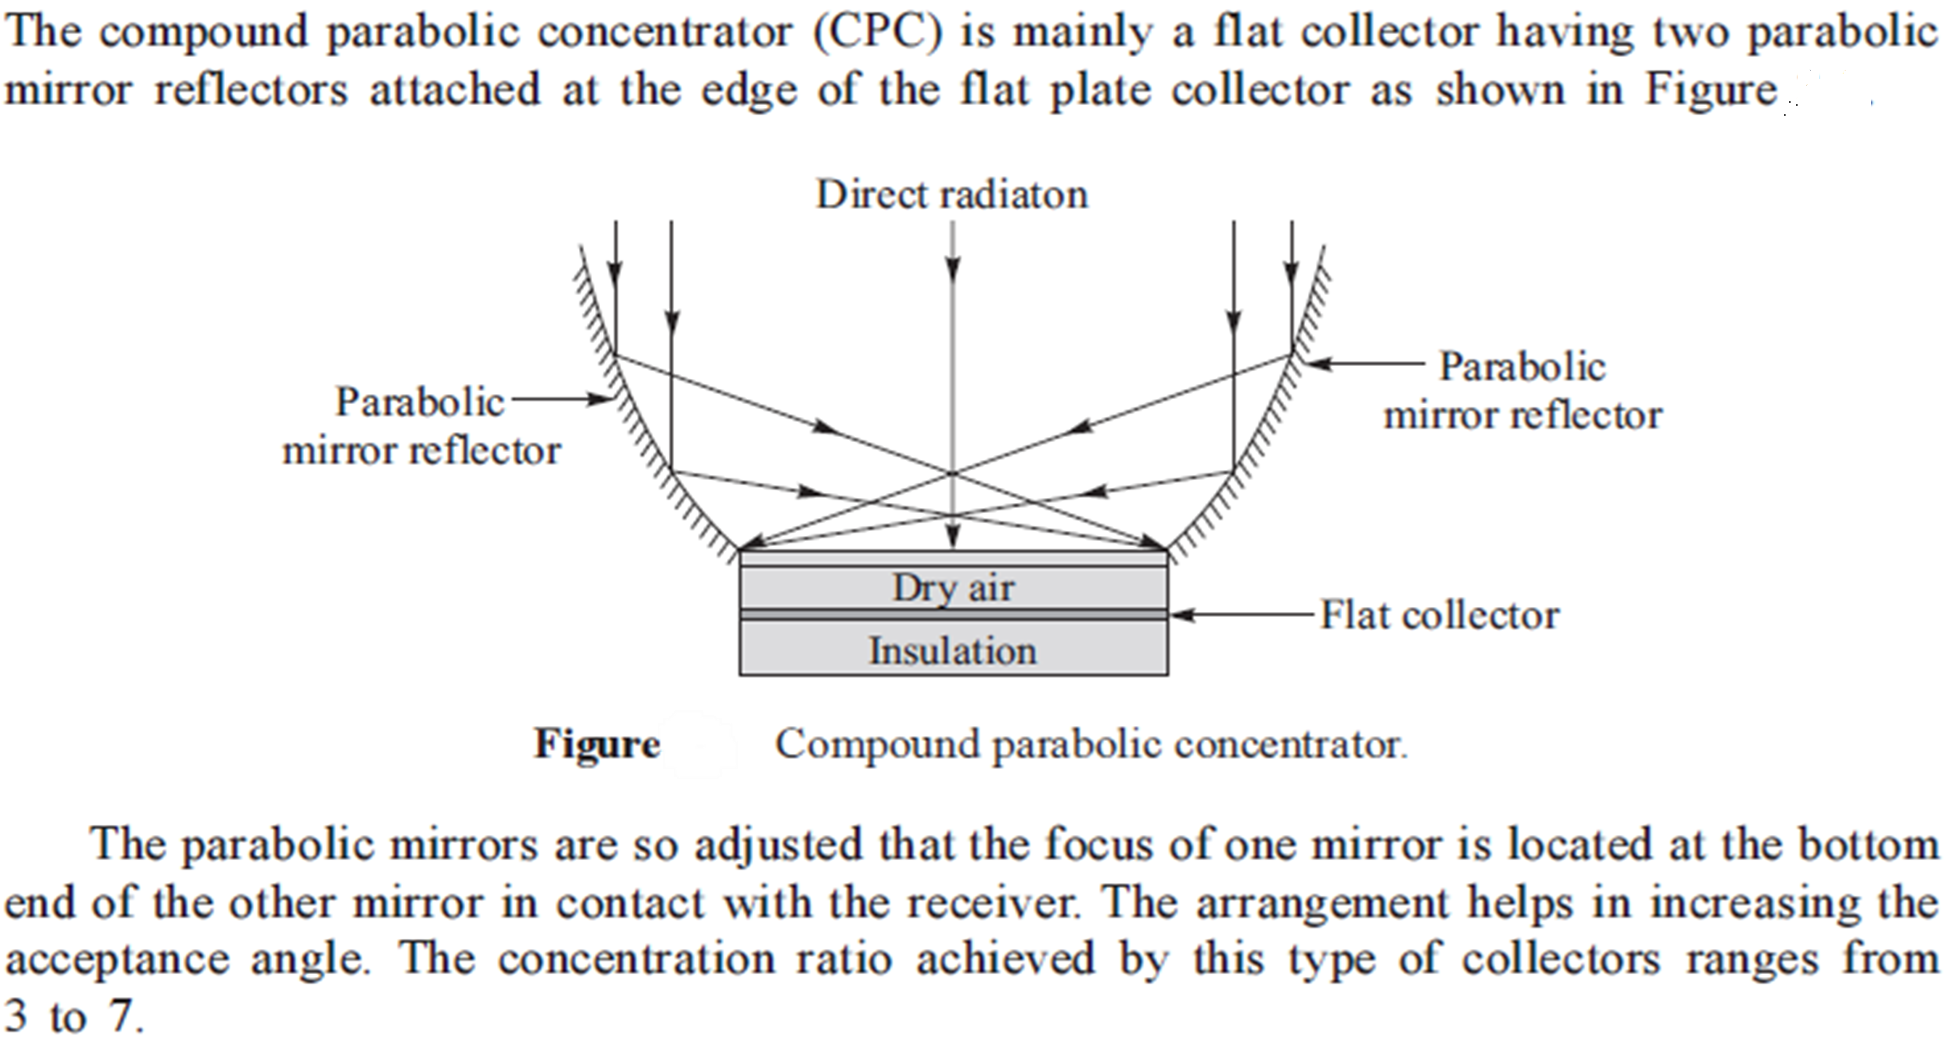 The compound parabolic concentrator (CPC) is mainly a flat collector having two parabolic
mirror reflectors attached at the edge of the flat plate collector as shown in Figure
Direct radiaton
Parabolic
mirror reflector
Parabolic
mirror reflector
Dry air
Flat collector
Insulation
Figure Compound parabolic concentrator.
The parabolic mirrors are so adjusted that the focus of one mirror is located at the bottom
end of the other mirror in contact with the receiver. The arrangement helps in increasing the
acceptance angle. The concentration ratio achieved by this type of collectors ranges from
3 to 7.